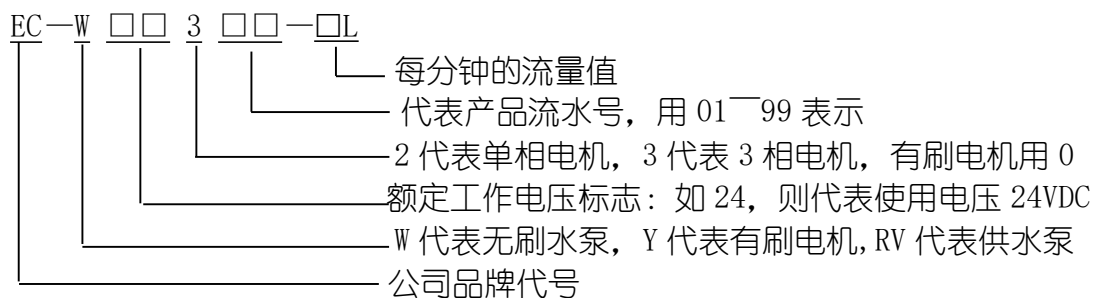 EC—W □□ 3 □□—□L
每分钟的流量值
代表产品流水号，用 01—99 表示
2 代表单相电机，3 代表 3 相电机，有刷电机用 0
额定工作电压标志: 如 24，则代表使用电压 24VDC
W 代表无刷水泵，Y 代表有刷电机,RV 代表供水泵
公司品牌代号